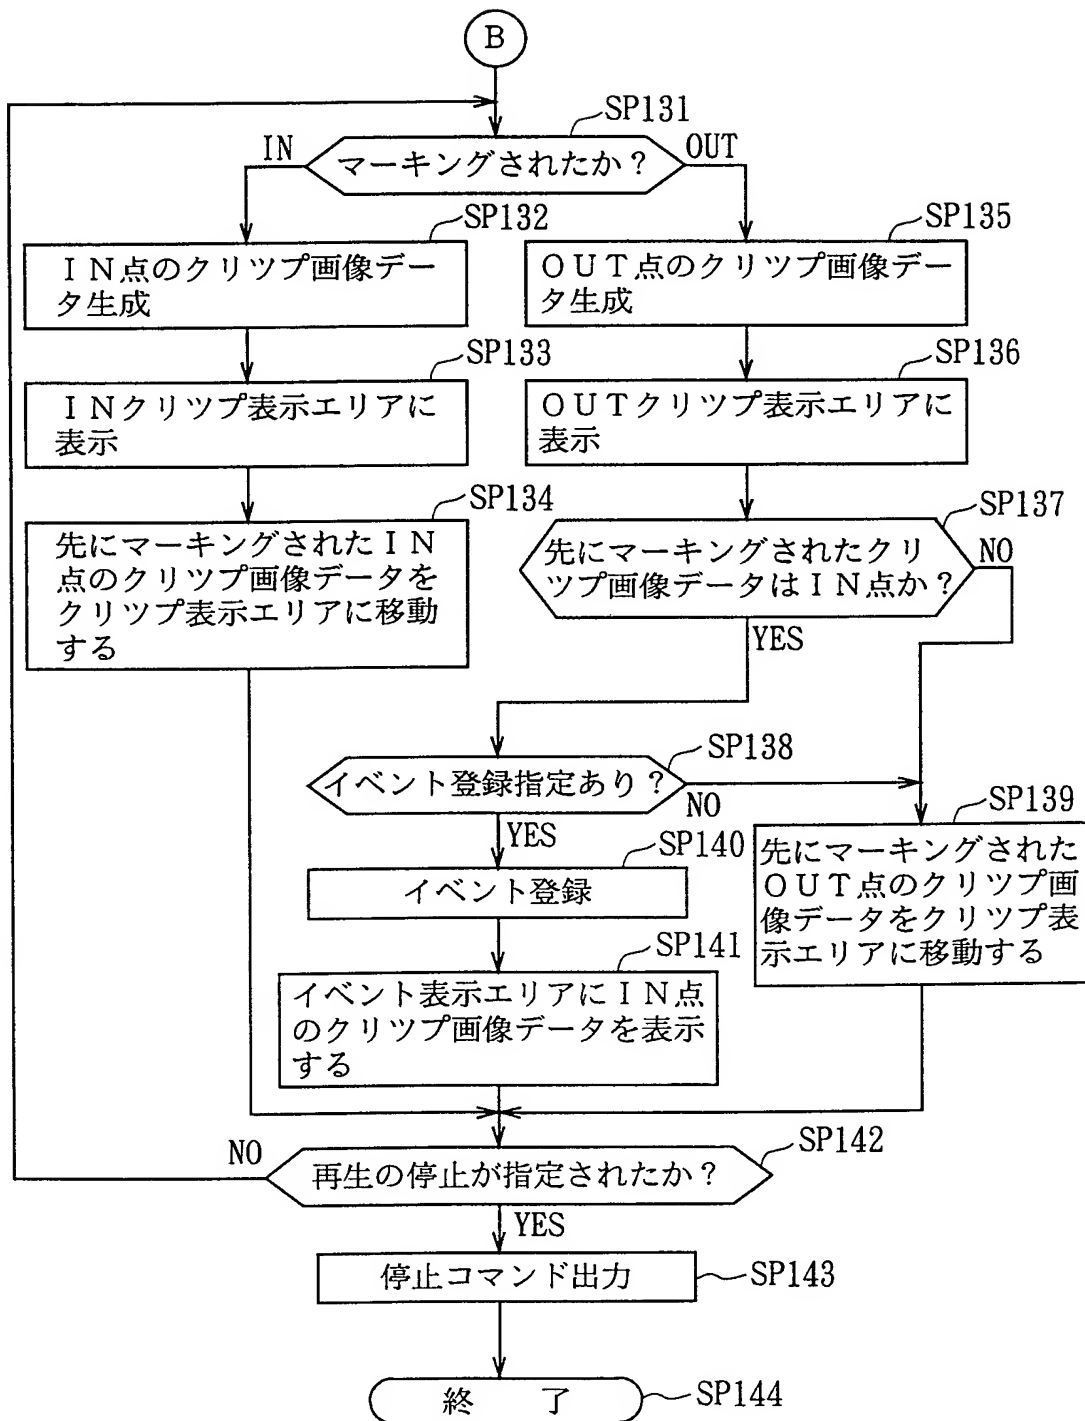 B
SP131
IN
マーキングされたか？
OUT
SP132
ＩＮ点のクリツプ画像デー
タ生成
SP135
ＯＵＴ点のクリツプ画像デー
タ生成
SP133
ＩＮクリツプ表示エリアに
表示
SP136
ＯＵＴクリツプ表示エリアに
表示
SP134
先にマーキングされたＩＮ
点のクリツプ画像データを
クリツプ表示エリアに移動
する
SP137
先にマーキングされたクリ
ツプ画像データはＩＮ点か？
NO
YES
SP138
イベント登録指定あり？
NO
YES
SP139
先にマーキングされた
ＯＵＴ点のクリツプ画
像データをクリツプ表
示エリアに移動する
SP140
イベント登録
SP141
イベント表示エリアにＩＮ点
のクリツプ画像データを表示
する
SP142
NO
再生の停止が指定されたか？
YES
停止コマンド出力
SP143
終　了
SP144